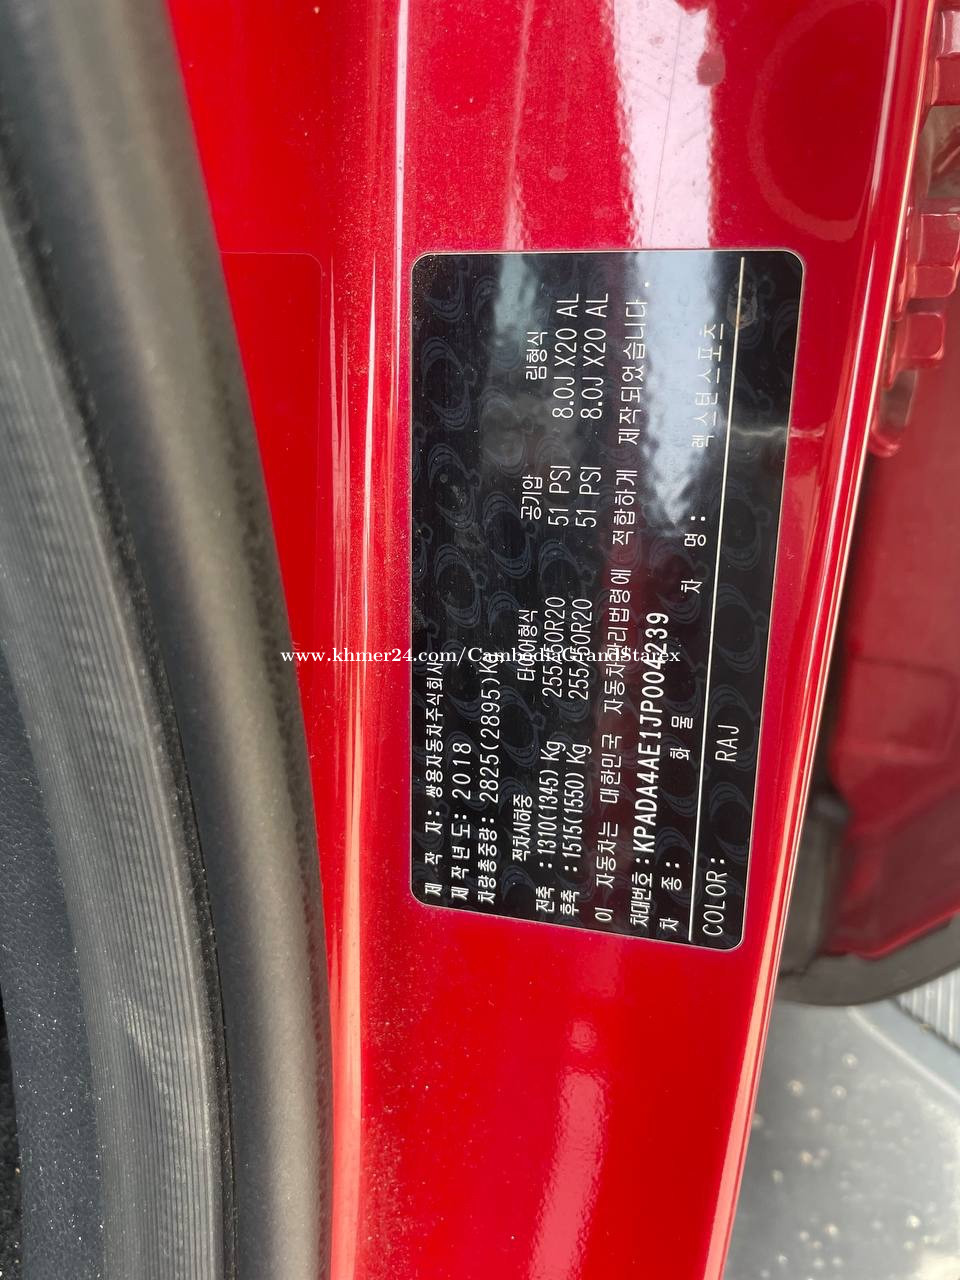 제 작 자: 쌍용자동차주식회사
제작년도: 2018
차량총중량: 2825(2895)Kg
적차시하중 타이어형식 공기압 림형식
전축 :1310(1345)Kg 255/50R20 51 PSI 8.0J X20 AL
후축 :1515(1550)Kg 255/50R20 51 PSI 8.0J X20 AL
이 자동차는 대한민국 자동차관리법령에 적합하게 제작되었습니다.
차대번호:KPADA4AE1JP004239
차 종: 화 물 차 명: 렉스턴스포츠
COLOR: RAJ
www.khmer24.com/CambodiaGrandStarex